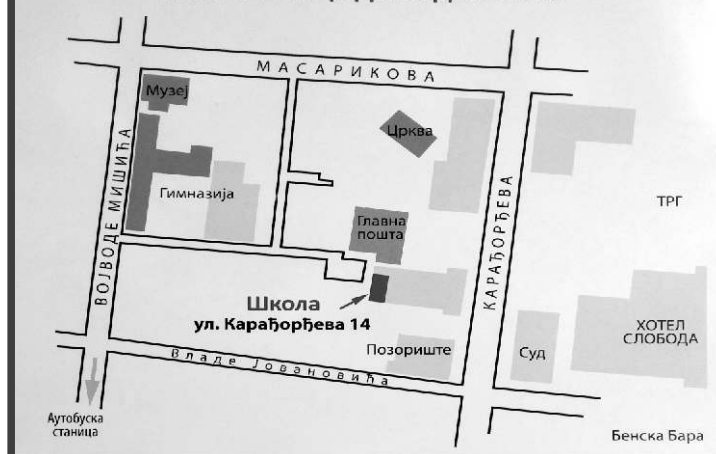 МАСАРИКОВА
Музеј
Црква
ВОЈВОДЕ МИШИЋА
Гимназија
КАРАЂОРЂЕВА
ТРГ
Главна
пошта
Школа
ул. Карађорђева 14
ХОТЕЛ
СЛОБОДА
Позориште
Суд
Владе Јовановића
Аутобуска
станица
Бенска Бара